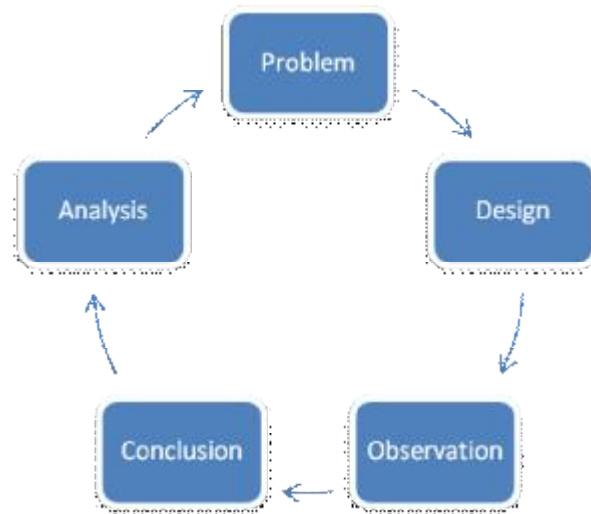 Problem
Design
Observation
Conclusion
Analysis